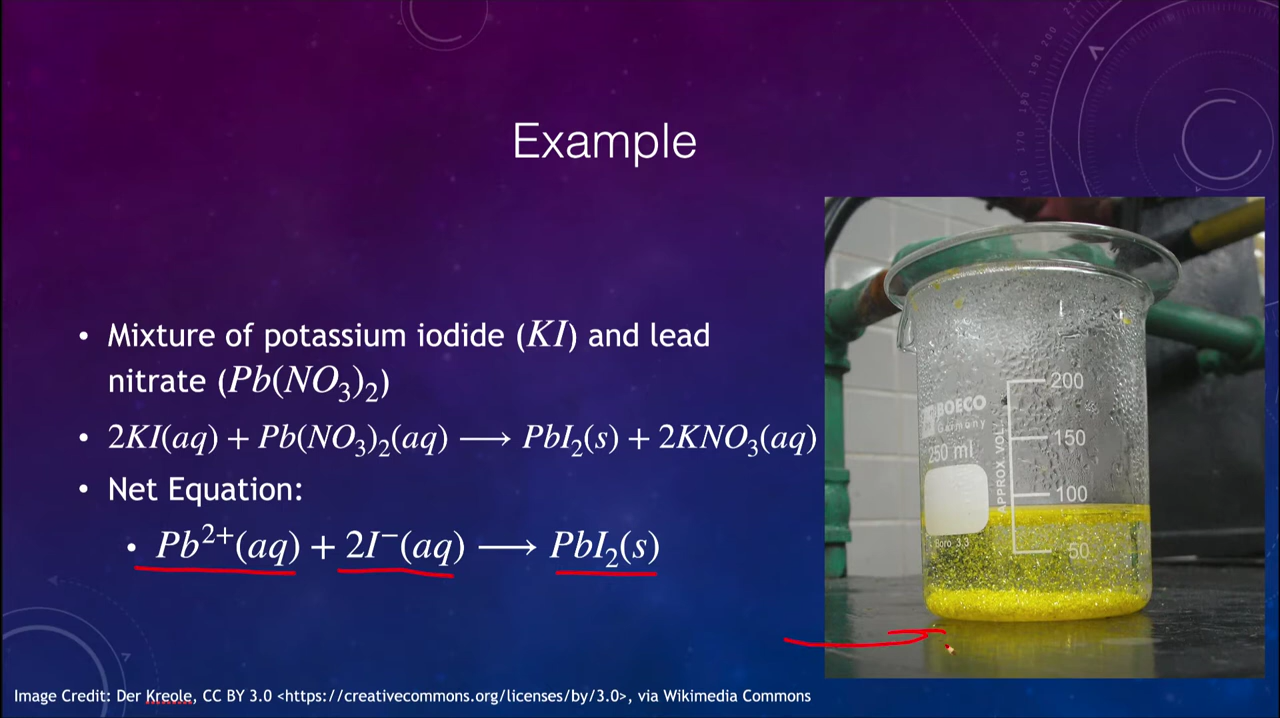 Example
• Mixture of potassium iodide (KI) and lead
nitrate (Pb(NO₃)₂)
• 2KI(aq) + Pb(NO₃)₂(aq) ⟶ PbI₂(s) + 2KNO₃(aq)
• Net Equation:
• Pb²⁺(aq) + 2I⁻(aq) ⟶ PbI₂(s)
200
BOECO
Germany
150
250 ml
APPROX. VOL.
100
Boro 3.3
50
Image Credit: Der Kreole, CC BY 3.0 <https://creativecommons.org/licenses/by/3.0>, via Wikimedia Commons